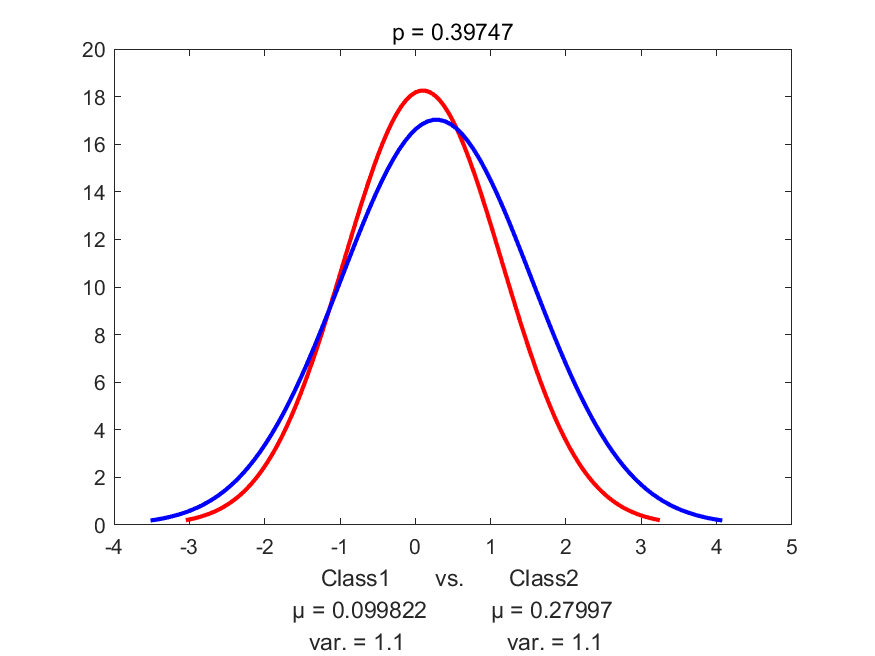 p = 0.39747
20
18
16
14
12
10
8
6
4
2
0
-4 -3 -2 -1 0 1 2 3 4 5
Class1 vs. Class2
μ = 0.099822 μ = 0.27997
var. = 1.1 var. = 1.1